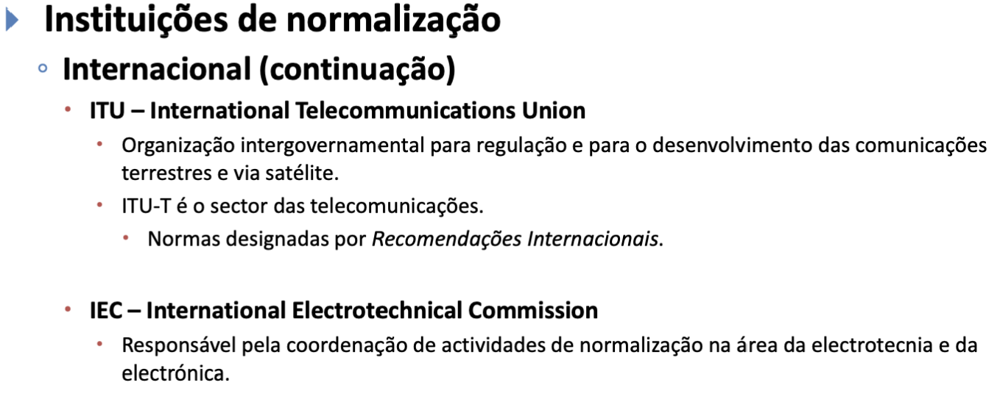 Instituições de normalização
Internacional (continuação)
ITU – International Telecommunications Union
Organização intergovernamental para regulação e para o desenvolvimento das comunicações
terrestres e via satélite.
ITU-T é o sector das telecomunicações.
Normas designadas por Recomendações Internacionais.
IEC – International Electrotechnical Commission
Responsável pela coordenação de actividades de normalização na área da electrotecnia e da
electrónica.